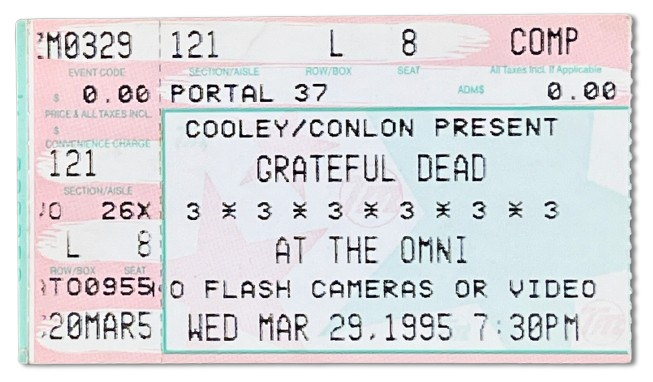 ZM0329 121 L 8 COMP
EVENT CODE SECTION/AISLE ROW/BOX SEAT All Taxes Incl. If Applicable
$ 0.00 PORTAL 37 ADM$ 0.00
PRICE & ALL TAXES INCL.
$ COOLEY/CONLON PRESENT
CONVENIENCE CHARGE
121 GRATEFUL DEAD
SECTION/AISLE
26X 3 * 3 * 3 * 3 * 3 * 3
L 8 AT THE OMNI
ROW/BOX SEAT
TO0955 O FLASH CAMERAS OR VIDEO
20MAR5 WED MAR 29,1995 7:30PM